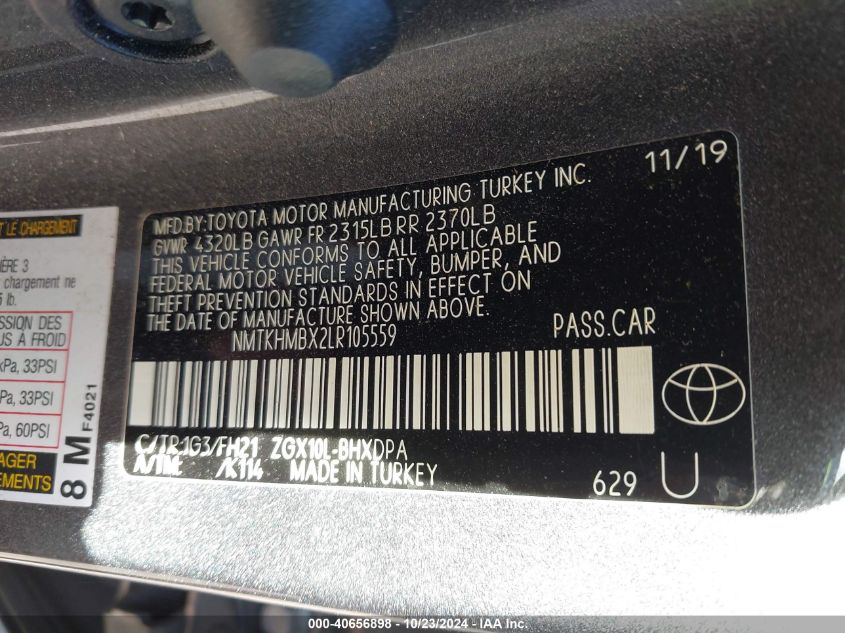 11/19
MFD.BY:TOYOTA MOTOR MANUFACTURING TURKEY INC.
GVWR 4320LB GAWR FR 2315LB RR 2370LB
THIS VEHICLE CONFORMS TO ALL APPLICABLE
FEDERAL MOTOR VEHICLE SAFETY, BUMPER, AND
THEFT PREVENTION STANDARDS IN EFFECT ON
THE DATE OF MANUFACTURE SHOWN ABOVE.
NMTKHMBX2LR105559 PASS.CAR
C/TR:1G3/FH21 ZGX10L-BHXDPA
A/TM: /K114 MADE IN TURKEY
629 U
T LE CHARGEMENT
3
chargement ne
lb.
SSION DES
US À FROID
kPa, 33PSI
Pa, 33PSI
a, 60PSI
AGER
EMENTS
8 M F4021
000-40656898 - 10/23/2024 - IAA Inc.